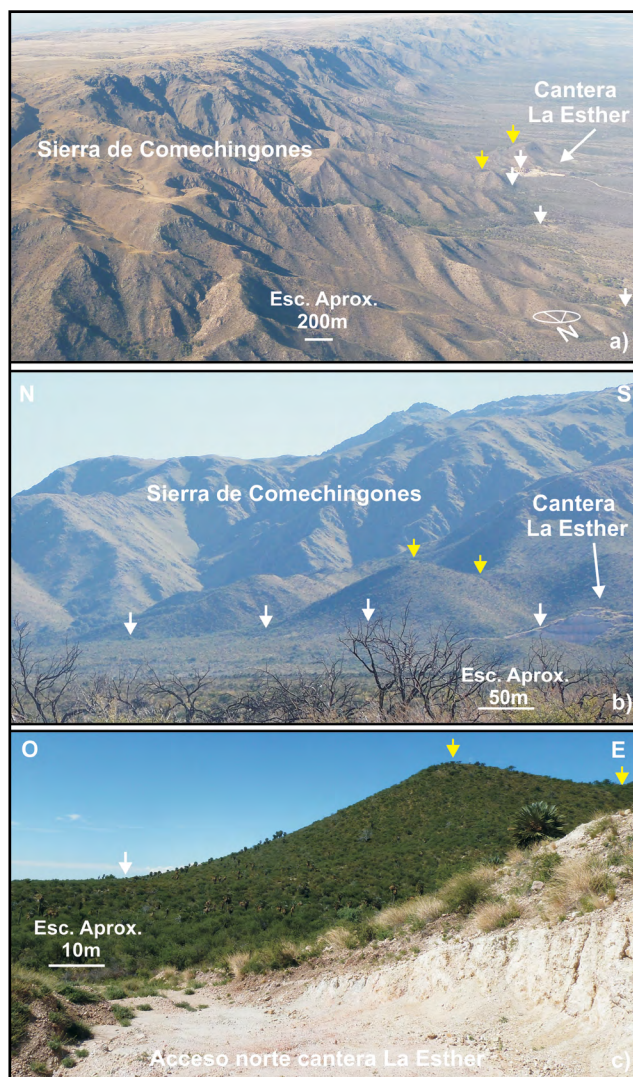 Cantera
La Esther
Sierra de Comechingones
Esc. Aprox.
200m
N
a)
N
S
Sierra de Comechingones
Cantera
La Esther
Esc. Aprox.
50m
b)
O
E
Esc. Aprox.
10m
Acceso norte cantera La Esther
c)